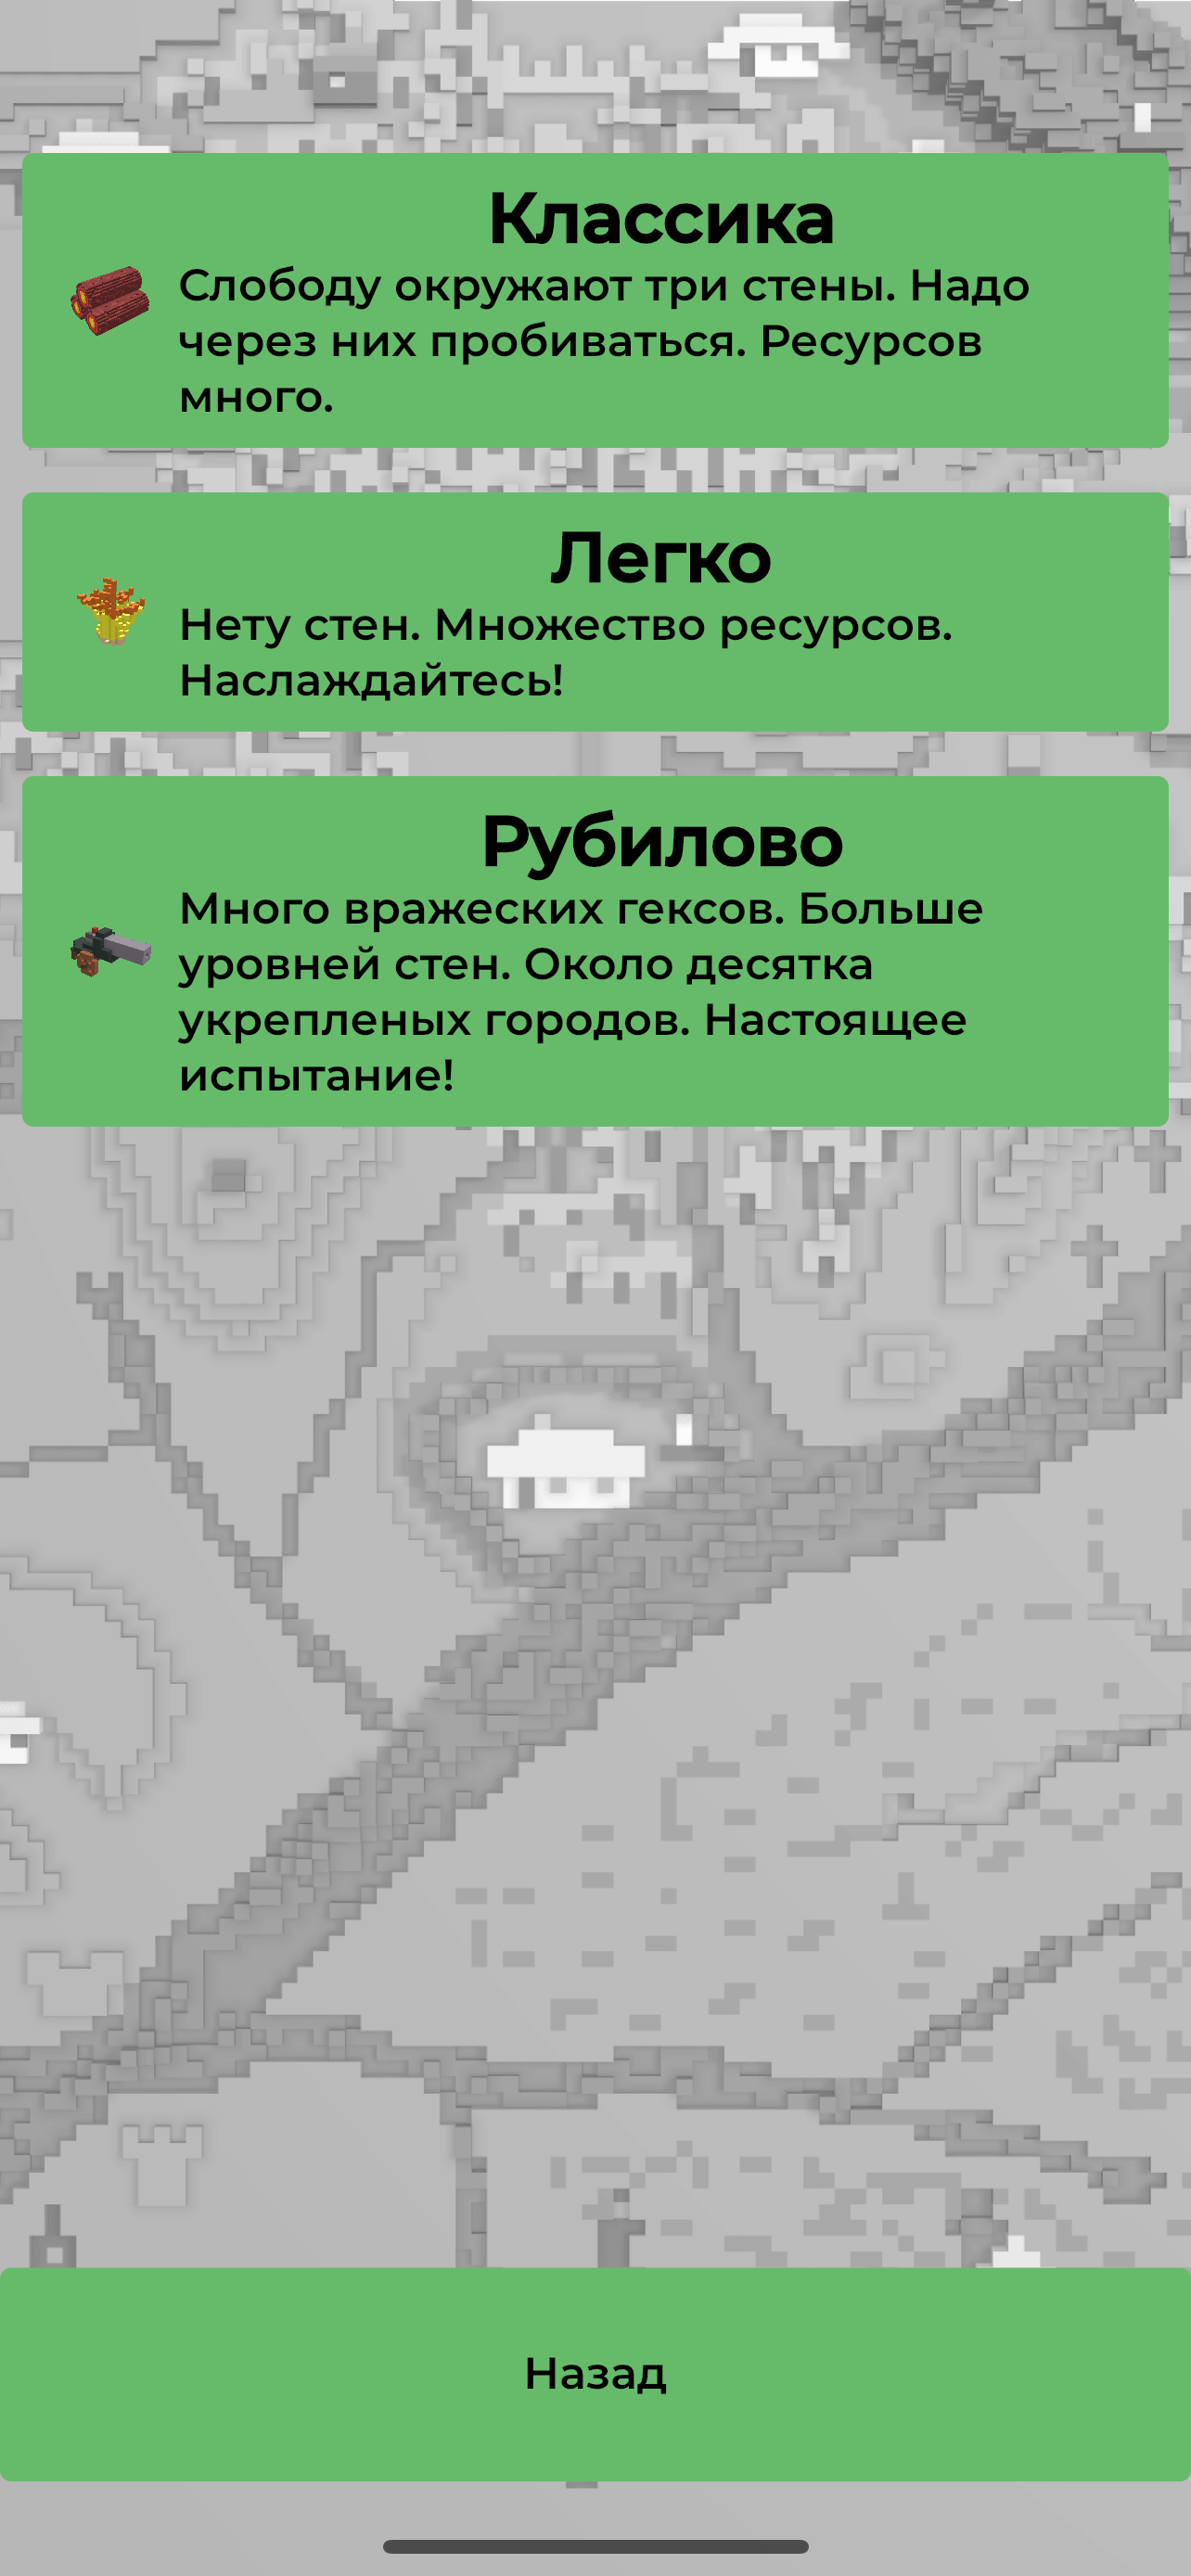 Классика
Слободу окружают три стены. Надо
через них пробиваться. Ресурсов
много.
Легко
Нету стен. Множество ресурсов.
Наслаждайтесь!
Рубилово
Много вражеских гексов. Больше
уровней стен. Около десятка
укрепленых городов. Настоящее
испытание!
Назад